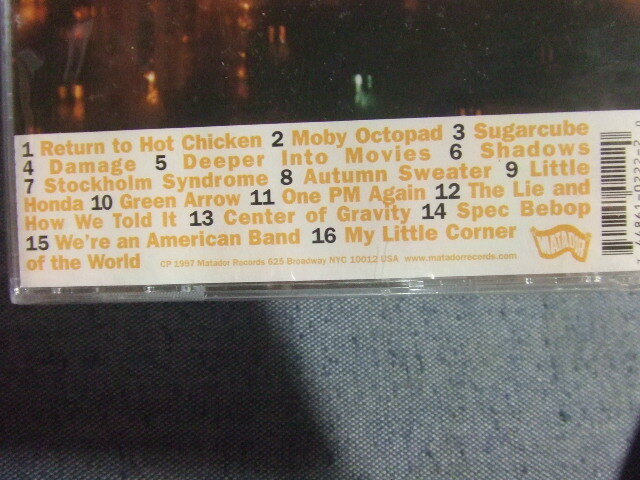 1 Return to Hot Chicken 2 Moby Octopad 3 Sugarcube
4 Damage 5 Deeper Into Movies 6 Shadows
7 Stockholm Syndrome 8 Autumn Sweater 9 Little
Honda 10 Green Arrow 11 One PM Again 12 The Lie and
How We Told It 13 Center of Gravity 14 Spec Bebop
15 We're an American Band 16 My Little Corner
of the World
CP 1997 Matador Records 625 Broadway NYC 10012 USA www.matadorrecords.com
MATADOR